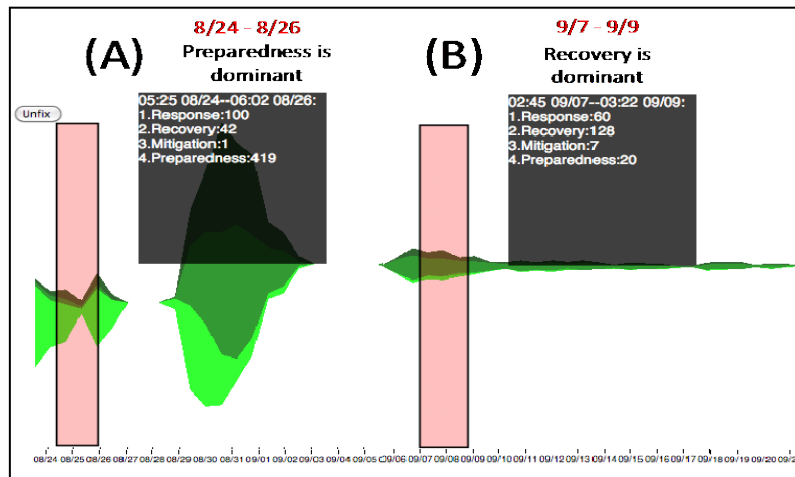 8/24 - 8/26
(A) Preparedness is
dominant
05:25 08/24--06:02 08/26:
1.Response:100
2.Recovery:42
3.Mitigation:1
4.Preparedness:419
Unfix
9/7 - 9/9
(B) Recovery is
dominant
02:45 09/07--03:22 09/09:
1.Response:60
2.Recovery:128
3.Mitigation:7
4.Preparedness:20
08/24 08/25 08/26 08/27 08/28 08/29 08/30 08/31 09/01 09/02 09/03 09/04 09/05 09/06 09/07 09/08 09/09 09/10 09/11 09/12 09/13 09/14 09/15 09/16 09/17 09/18 09/19 09/20